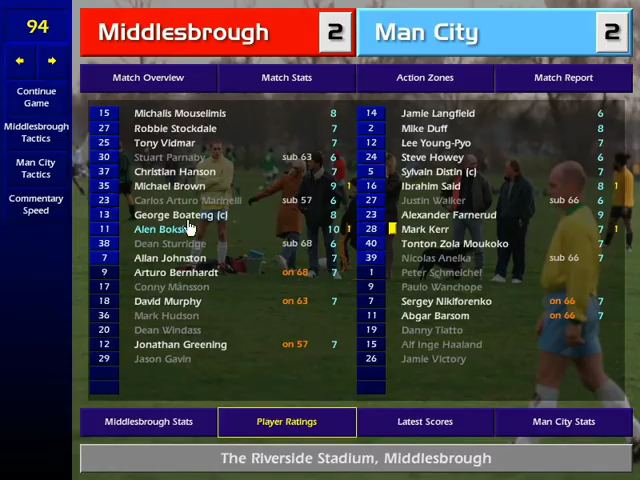 94
Continue
Game
Middlesbrough
Tactics
Man City
Tactics
Commentary
Speed
Middlesbrough 2
Man City 2
Match Overview
Match Stats
Action Zones
Match Report
15 Michalis Mouselimis 8
27 Robbie Stockdale 7
25 Tony Vidmar 7
30 Stuart Parnaby sub 63 6
37 Christian Hanson 7
35 Michael Brown 9 1
23 Carlos Arturo Marinelli sub 57 6
13 George Boateng (c) 8
11 Alen Boksic 10 1
38 Dean Sturridge sub 68 6
7 Allan Johnston 7
9 Arturo Bernhardt on 68 7
17 Conny Månsson
18 David Murphy on 63 7
36 Mark Hudson
20 Dean Windass
12 Jonathan Greening on 57 7
29 Jason Gavin
14 Jamie Langfield 6
2 Mike Duff 8
12 Lee Young-Pyo 7
24 Steve Howey 6
5 Sylvain Distin (c) 7
16 Ibrahim Said 8 1
27 Justin Walker sub 66 6
23 Alexander Farnerud 9
28 Mark Kerr 7 1
40 Tonton Zola Moukoko 7
39 Nicolas Anelka sub 66 7
1 Peter Schmeichel
9 Paulo Wanchope
7 Sergey Nikiforenko on 66 7
11 Abgar Barsom on 66 7
19 Danny Tiatto
15 Alf Inge Haaland
26 Jamie Victory
Middlesbrough Stats
Player Ratings
Latest Scores
Man City Stats
The Riverside Stadium, Middlesbrough